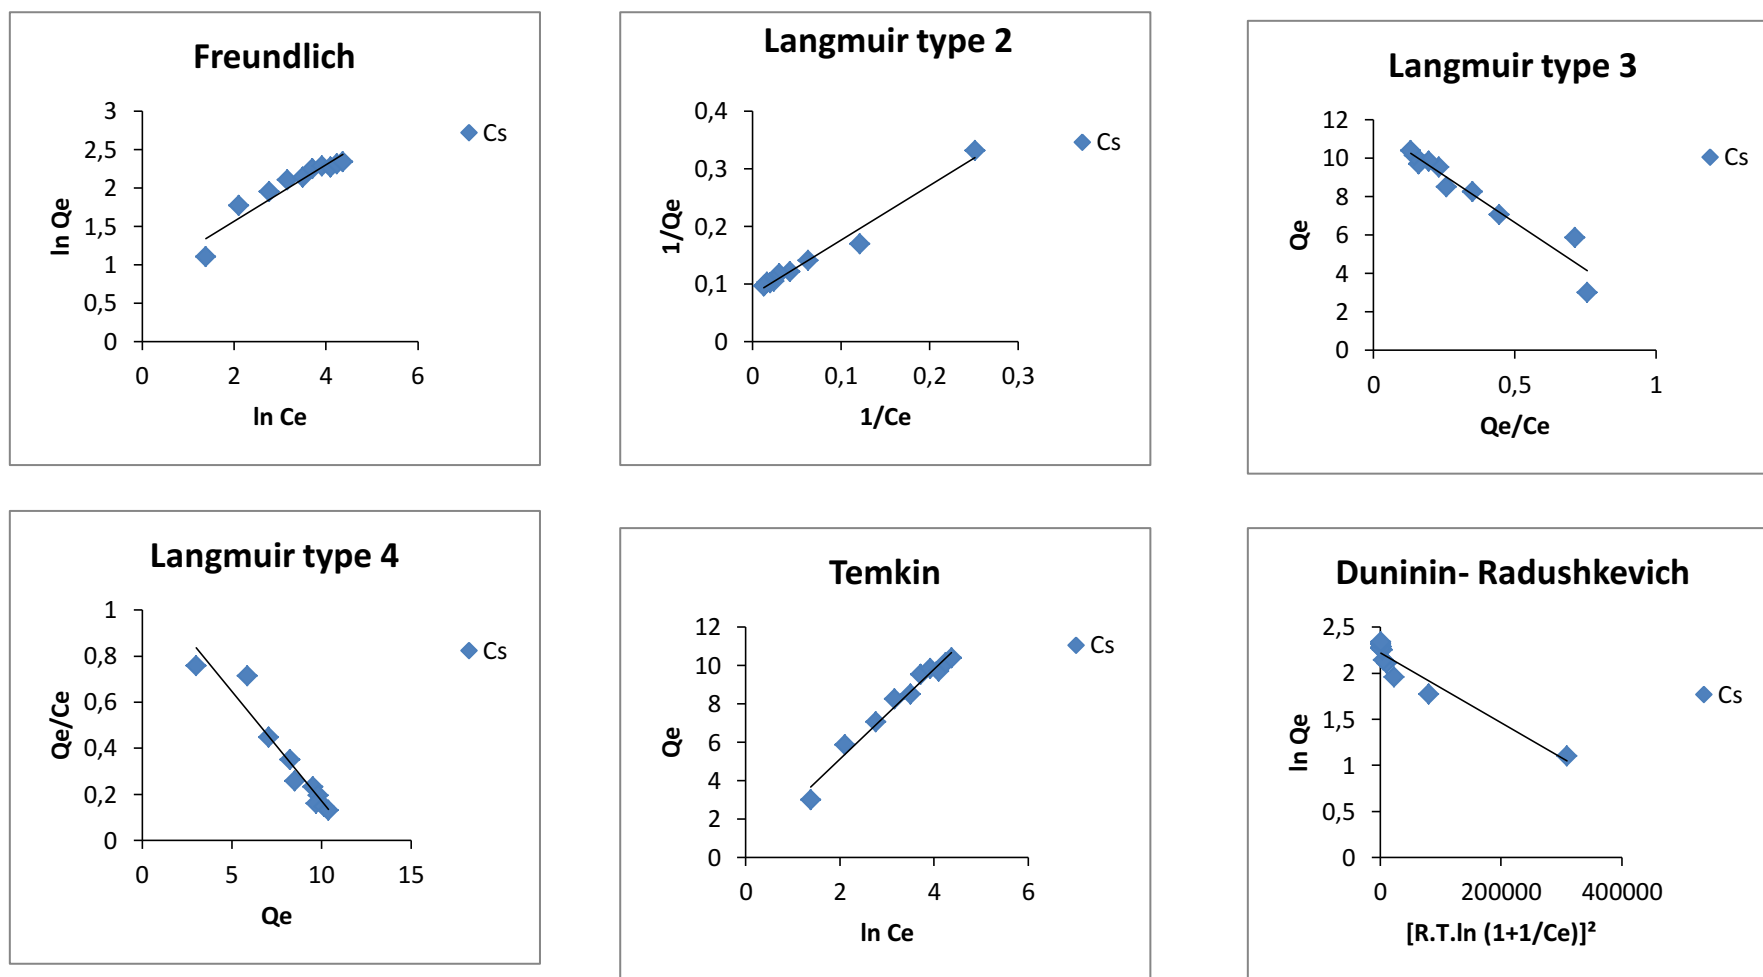 Freundlich
3
2,5
2
1,5
1
0,5
0
0 2 4 6
ln Qe
ln Ce
Cs
Langmuir type 2
0,4
0,3
0,2
0,1
0
0 0,1 0,2 0,3
1/Qe
1/Ce
Cs
Langmuir type 3
12
10
8
6
4
2
0
0 0,5 1
Qe
Qe/Ce
Cs
Langmuir type 4
1
0,8
0,6
0,4
0,2
0
0 5 10 15
Qe/Ce
Qe
Cs
Temkin
12
10
8
6
4
2
0
0 2 4 6
Qe
ln Ce
Cs
Duninin- Radushkevich
2,5
2
1,5
1
0,5
0
0 200000 400000
ln Qe
[R.T.ln (1+1/Ce)]²
Cs